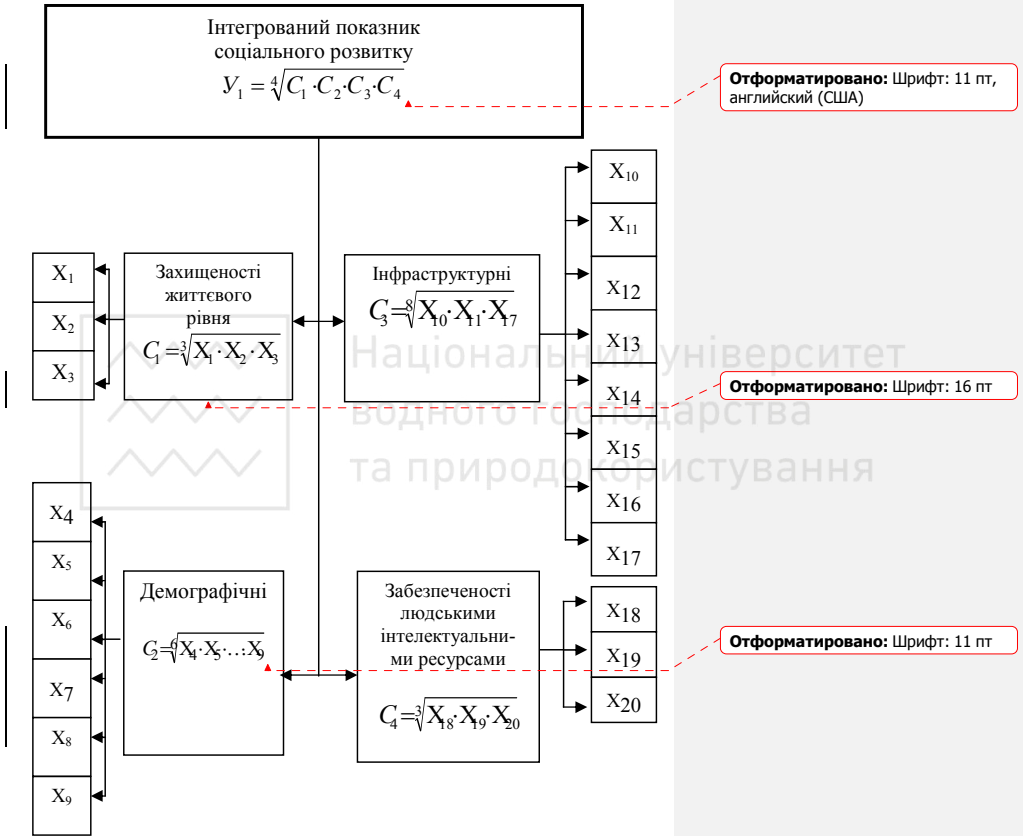 Інтегрований показник
соціального розвитку
У₁ = ∜(C₁·C₂·C₃·C₄)
Отформатировано: Шрифт: 11 пт,
английский (США)
X₁
X₂
X₃
Захищеності
життєвого
рівня
C₁=∛(X₁·X₂·X₃)
Інфраструктурні
C₃=⁸√(X₁₀·X₁₁·X₁₇)
X₁₀
X₁₁
X₁₂
X₁₃
X₁₄
X₁₅
X₁₆
X₁₇
Національний університет
водного господарства
та природокористування
Отформатировано: Шрифт: 16 пт
X₄
X₅
X₆
X₇
X₈
X₉
Демографічні
C₂=⁶√(X₄·X₅·…·X₉)
Забезпеченості
людськими
інтелектуальни-
ми ресурсами
C₄=∛(X₁₈·X₁₉·X₂₀)
X₁₈
X₁₉
X₂₀
Отформатировано: Шрифт: 11 пт